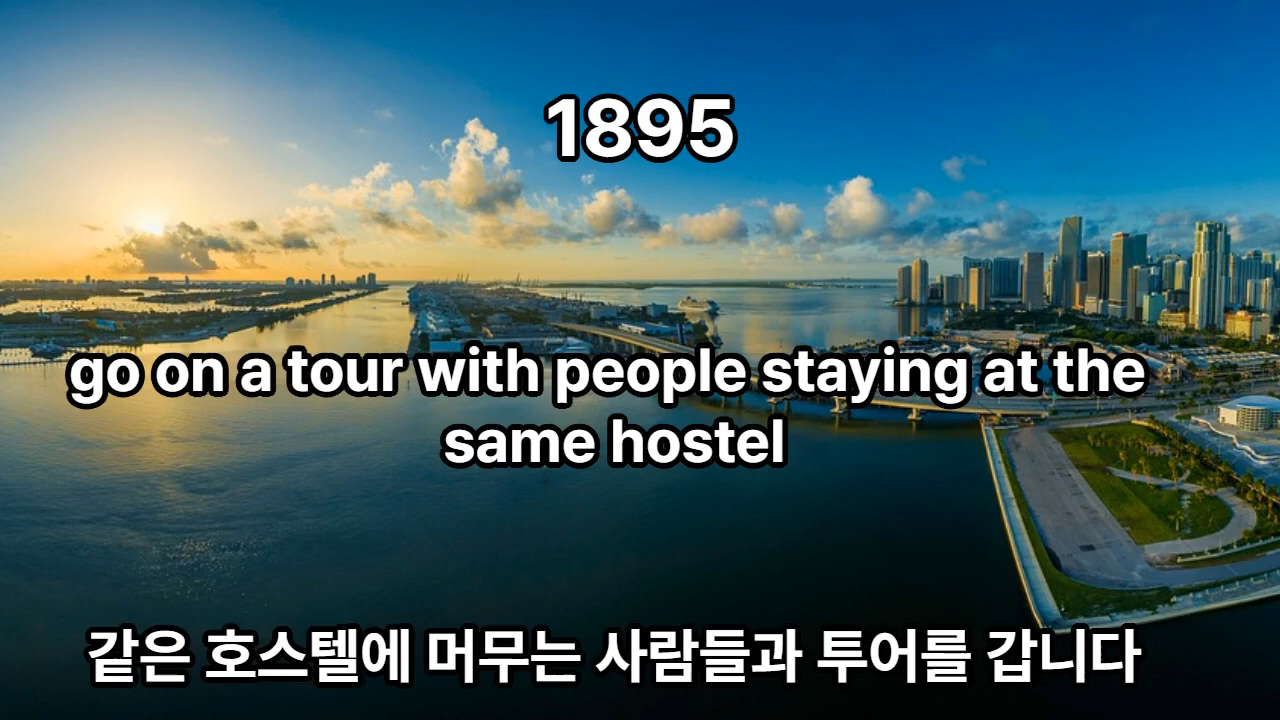 1895
go on a tour with people staying at the
same hostel
같은 호스텔에 머무는 사람들과 투어를 갑니다